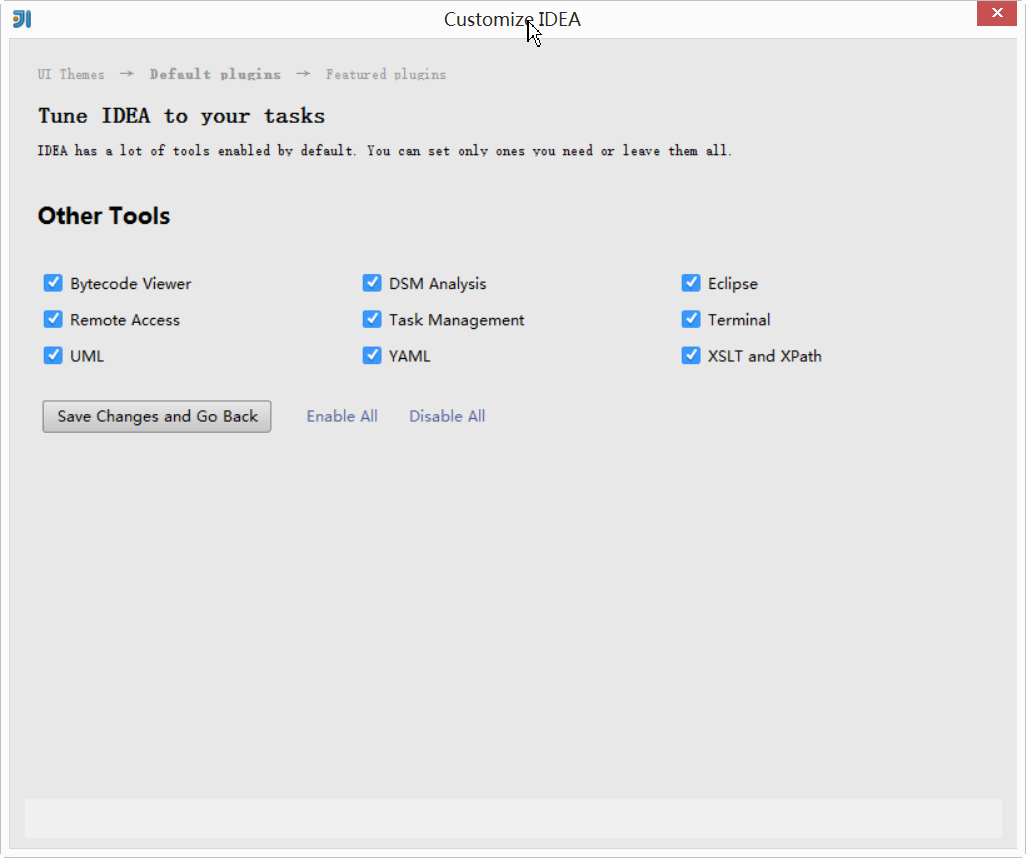 Customize IDEA
UI Themes → Default plugins → Featured plugins
Tune IDEA to your tasks
IDEA has a lot of tools enabled by default. You can set only ones you need or leave them all.
Other Tools
Bytecode Viewer DSM Analysis Eclipse
Remote Access Task Management Terminal
UML YAML XSLT and XPath
Save Changes and Go Back Enable All Disable All